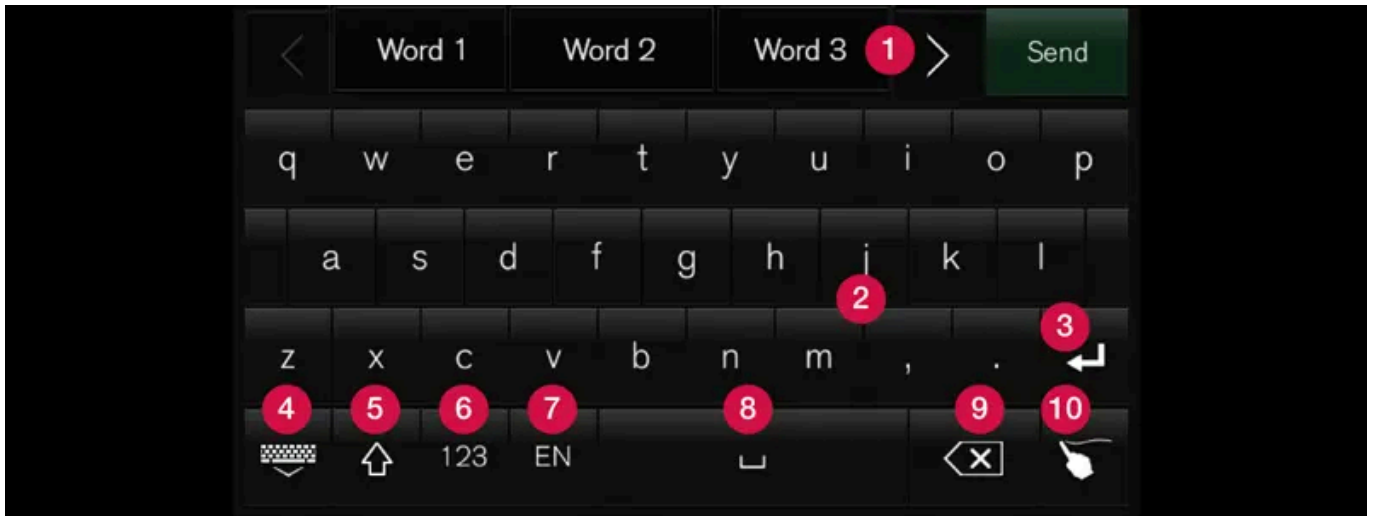 Word 1 Word 2 Word 3 1 Send
q w e r t y u i o p
a s d f g h j k l
2
3
z x c v b n m , .
4 5 6 7 8 9 10
123 EN